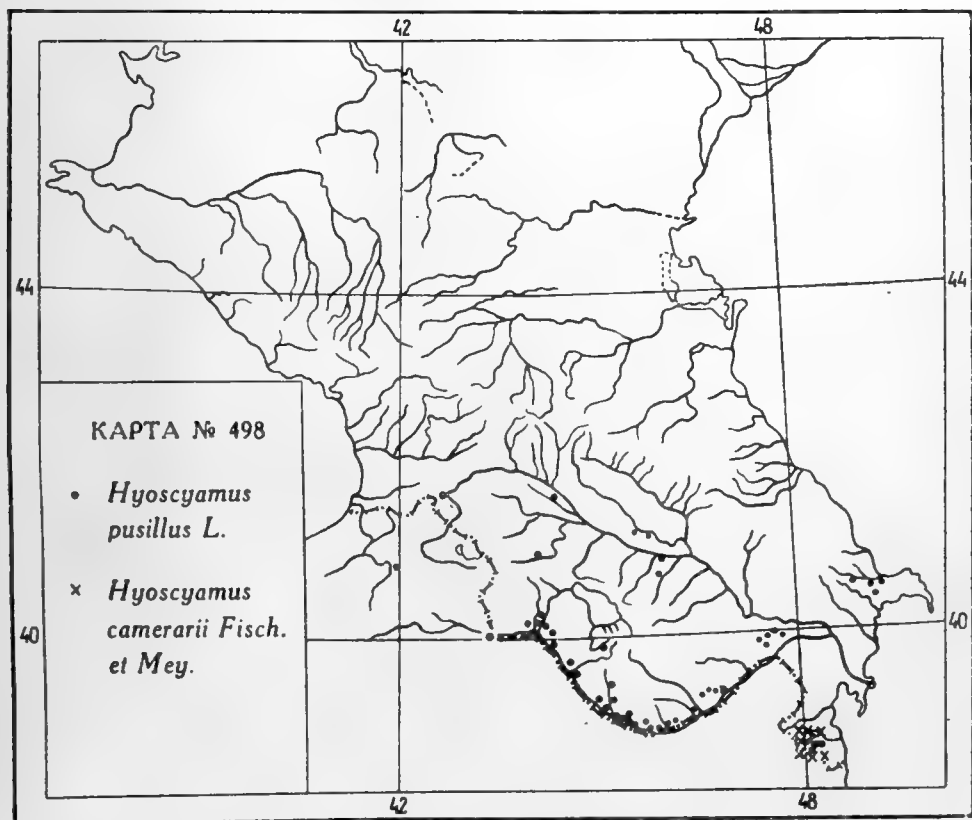 42 48
44 44
КАРТА № 498
Hyoscyamus
pusillus L.
Hyoscyamus
camerarii Fisch.
et Mey.
40 40
42 48